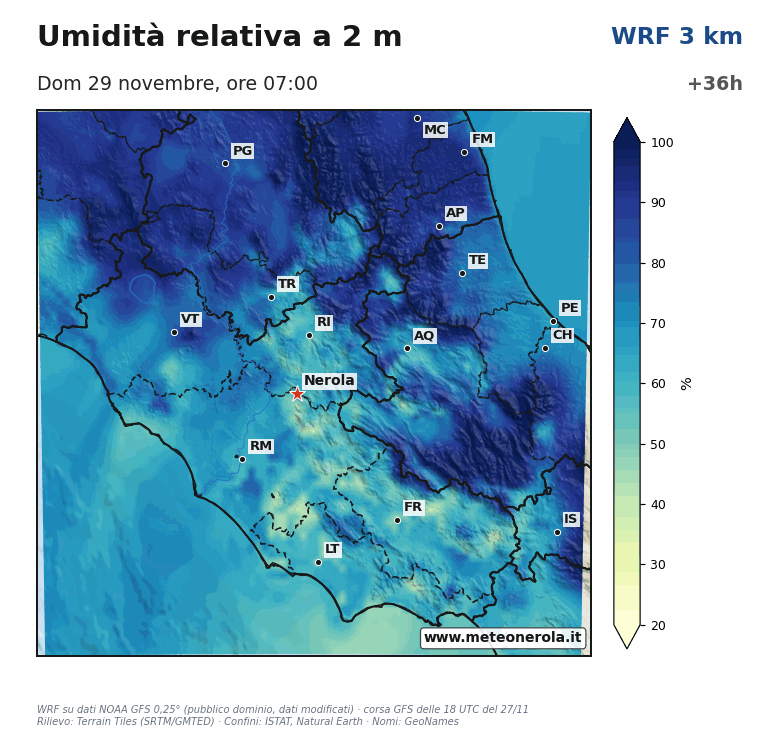 Umidità relativa a 2 m
WRF 3 km
Dom 29 novembre, ore 07:00
+36h
MC
FM
PG
AP
TE
TR
PE
VT
RI
AQ
CH
Nerola
RM
FR
IS
LT
www.meteonerola.it
100
90
80
70
60
50
40
30
20
%
WRF su dati NOAA GFS 0,25° (pubblico dominio, dati modificati) · corsa GFS delle 18 UTC del 27/11
Rilievo: Terrain Tiles (SRTM/GMTED) · Confini: ISTAT, Natural Earth · Nomi: GeoNames